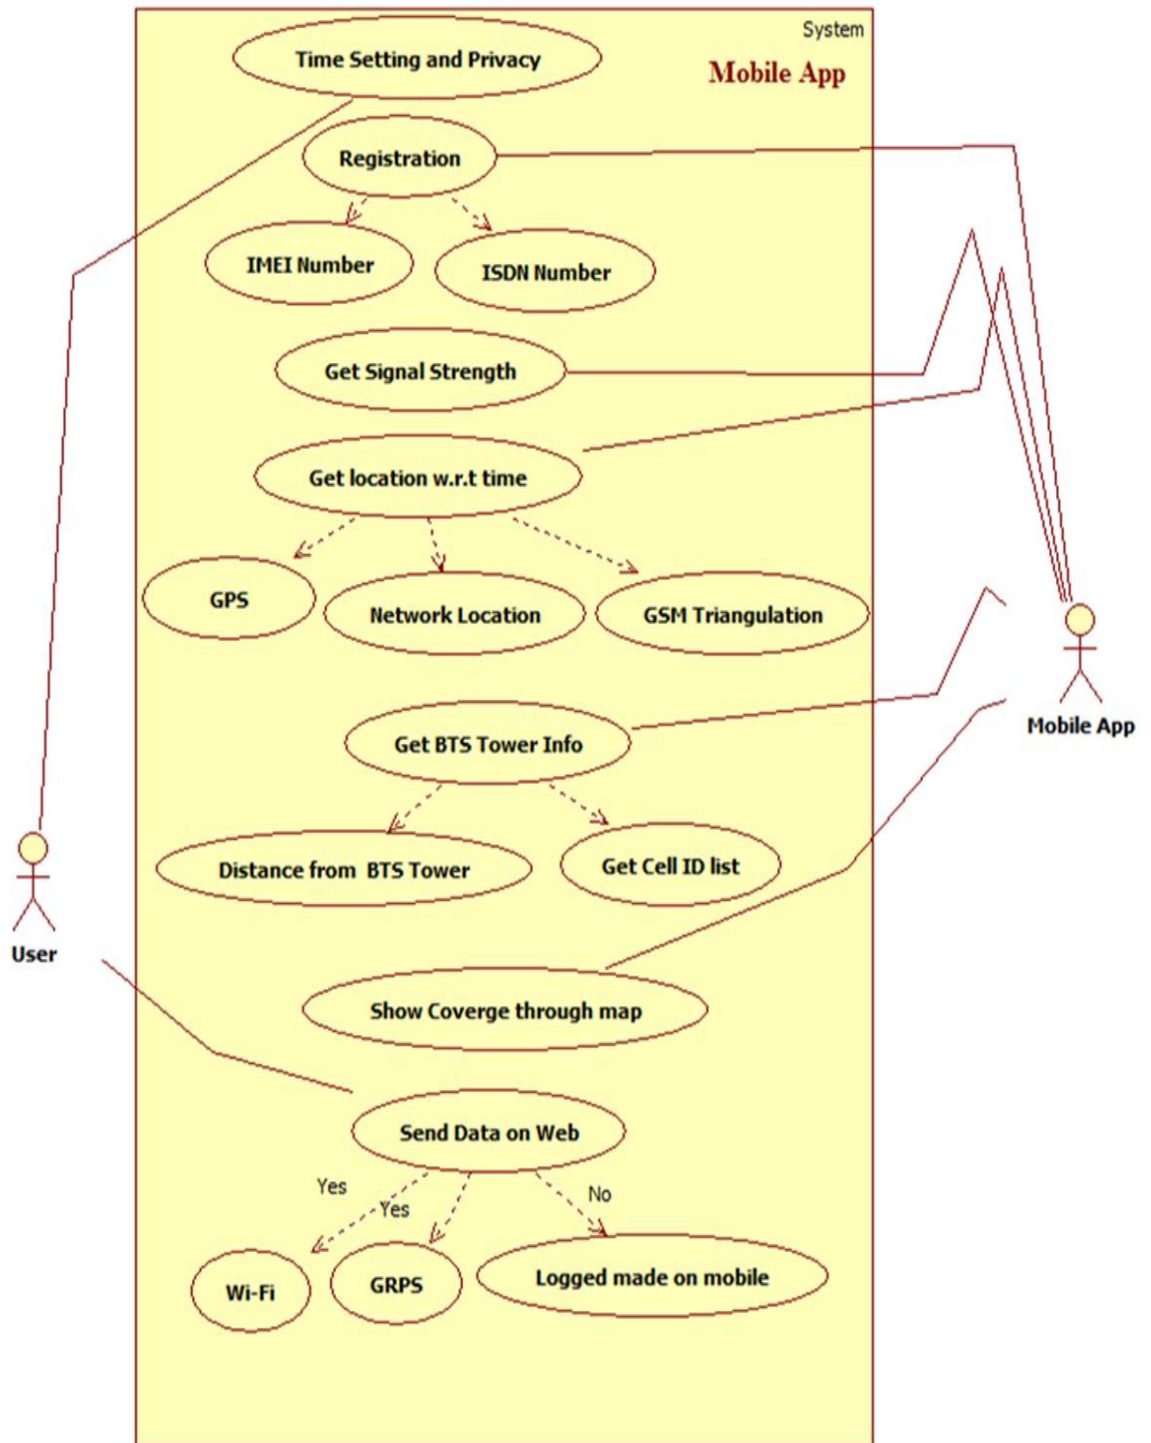 System
Mobile App
Time Setting and Privacy
Registration
IMEI Number
ISDN Number
Get Signal Strength
Get location w.r.t time
GPS
Network Location
GSM Triangulation
Mobile App
Get BTS Tower Info
Distance from BTS Tower
Get Cell ID list
User
Show Coverge through map
Send Data on Web
Yes
Yes
No
Wi-Fi
GRPS
Logged made on mobile